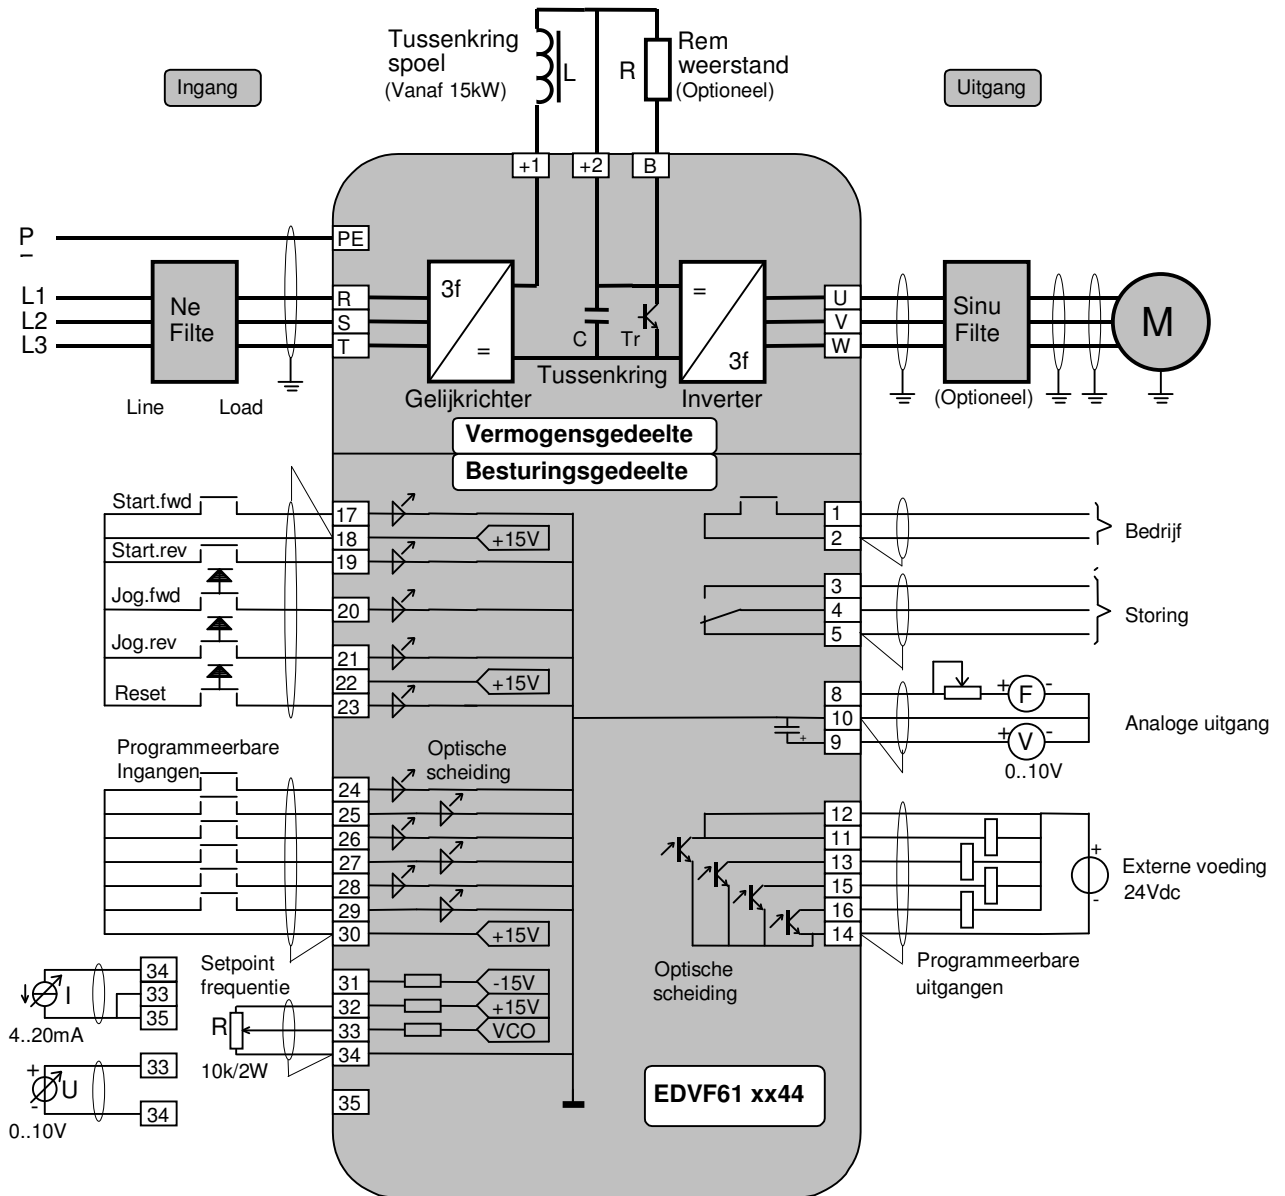 Tussenkring
spoel
(Vanaf 15kW)
L
R
Rem
weerstand
(Optioneel)
Ingang
Uitgang
+1
+2
B
P
PE
L1
L2
L3
Ne
Filte
Line
Load
R
S
T
3f
=
Gelijkrichter
C
Tr
Tussenkring
=
3f
Inverter
U
V
W
Sinu
Filte
(Optioneel)
M
Vermogensgedeelte
Besturingsgedeelte
Start.fwd
17
18
+15V
Start.rev
19
Jog.fwd
20
Jog.rev
21
22
+15V
Reset
23
Programmeerbare
Ingangen
Optische
scheiding
24
25
26
27
28
29
30
+15V
Setpoint
frequentie
R
10k/2W
31
-15V
32
+15V
33
VCO
34
35
34
33
35
I
4..20mA
33
34
+
-
U
0..10V
1
2
Bedrijf
3
4
5
Storing
8
10
9
+
+
F
-
+
V
-
0..10V
Analoge uitgang
12
11
13
15
16
14
+
-
Externe voeding
24Vdc
Optische
scheiding
Programmeerbare
uitgangen
EDVF61 xx44